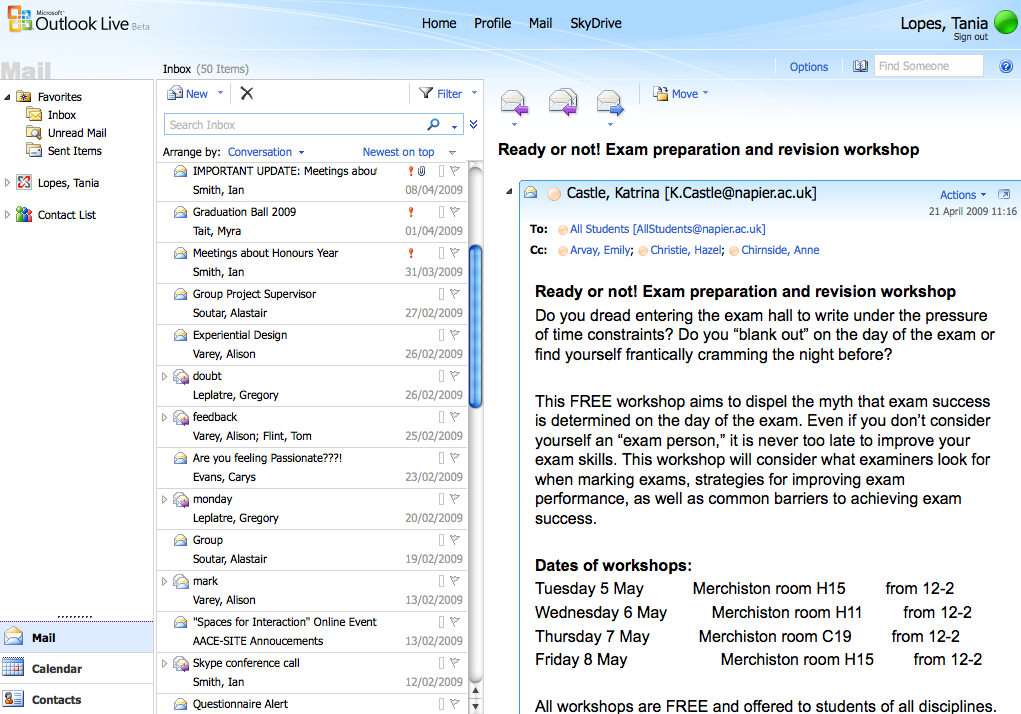 Microsoft®
Outlook Live Beta
Home Profile Mail SkyDrive
Lopes, Tania
Sign out
Mail
Inbox (50 Items)
Options
Find Someone
Favorites
Inbox
Unread Mail
Sent Items
Lopes, Tania
Contact List
Mail
Calendar
Contacts
New
Filter
Search Inbox
Arrange by: Conversation Newest on top
IMPORTANT UPDATE: Meetings about
Smith, Ian 08/04/2009
Graduation Ball 2009
Tait, Myra 01/04/2009
Meetings about Honours Year
Smith, Ian 31/03/2009
Group Project Supervisor
Soutar, Alastair 27/02/2009
Experiential Design
Varey, Alison 26/02/2009
doubt
Leplatre, Gregory 26/02/2009
feedback
Varey, Alison; Flint, Tom 25/02/2009
Are you feeling Passionate???!
Evans, Carys 23/02/2009
monday
Leplatre, Gregory 20/02/2009
Group
Soutar, Alastair 19/02/2009
mark
Varey, Alison 13/02/2009
"Spaces for Interaction" Online Event
AACE-SITE Annoucements 13/02/2009
Skype conference call
Smith, Ian 12/02/2009
Questionnaire Alert
Move
Ready or not! Exam preparation and revision workshop
Castle, Katrina [K.Castle@napier.ac.uk]
Actions
21 April 2009 11:16
To: All Students [AllStudents@napier.ac.uk]
Cc: Arvay, Emily; Christie, Hazel; Chirnside, Anne
Ready or not! Exam preparation and revision workshop
Do you dread entering the exam hall to write under the pressure
of time constraints? Do you “blank out” on the day of the exam or
find yourself frantically cramming the night before?
This FREE workshop aims to dispel the myth that exam success
is determined on the day of the exam. Even if you don’t consider
yourself an “exam person,” it is never too late to improve your
exam skills. This workshop will consider what examiners look for
when marking exams, strategies for improving exam
performance, as well as common barriers to achieving exam
success.
Dates of workshops:
Tuesday 5 May Merchiston room H15 from 12-2
Wednesday 6 May Merchiston room H11 from 12-2
Thursday 7 May Merchiston room C19 from 12-2
Friday 8 May Merchiston room H15 from 12-2
All workshops are FREE and offered to students of all disciplines.